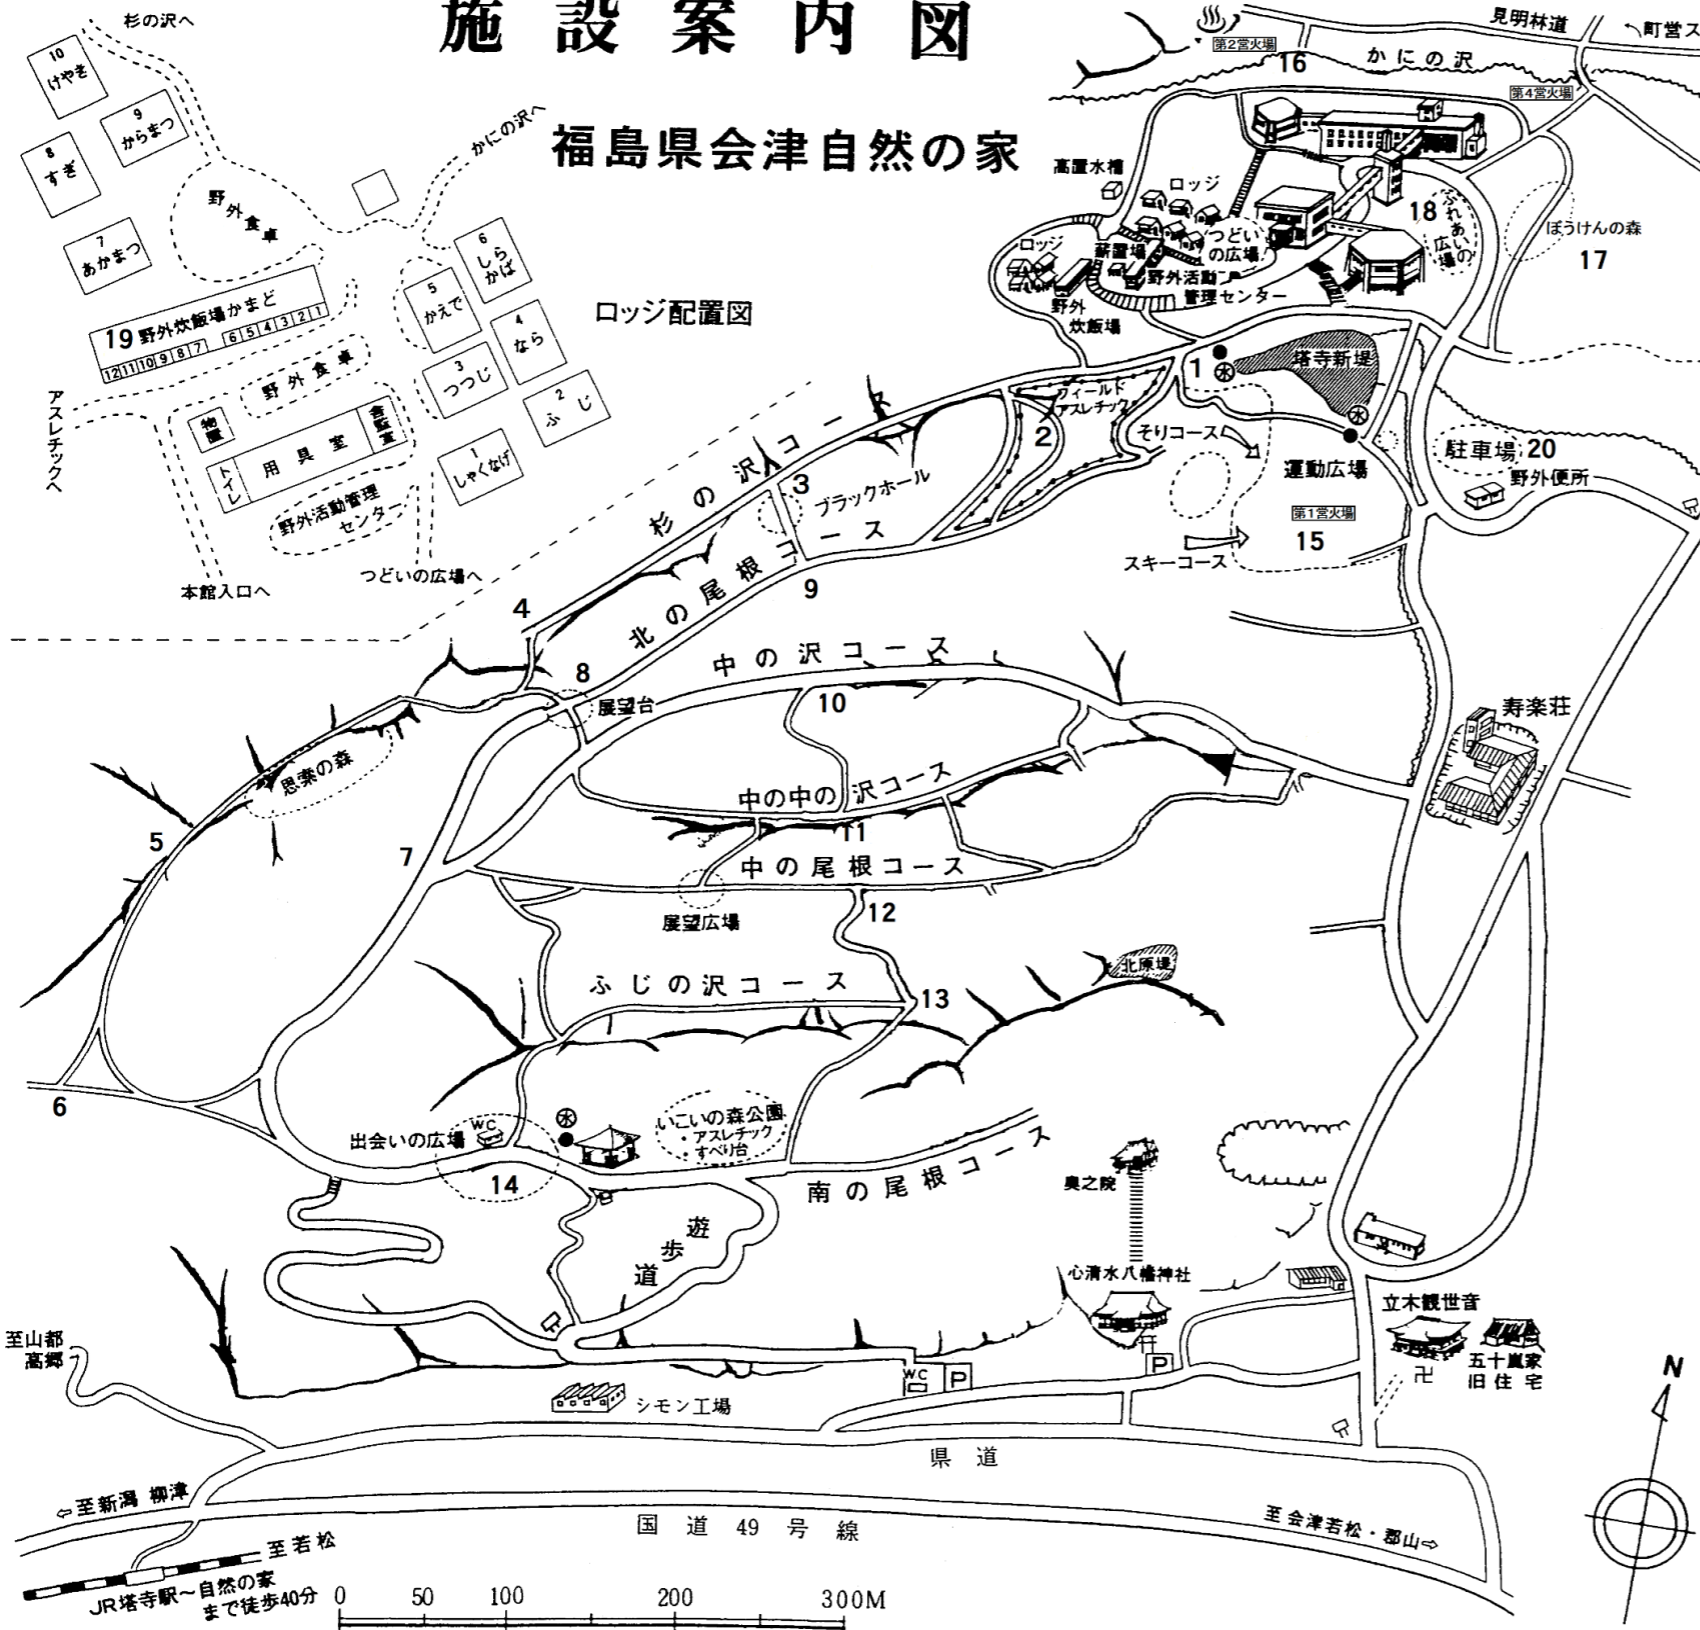 施設案内図
福島県会津自然の家
杉の沢へ
10
けやき
9
からまつ
8
すぎ
7
あかまつ
野外食卓
かにの沢へ
6
しらかば
5
かえで
4
なら
3
つつじ
2
ふじ
1
しゃくなげ
19 野外炊飯場かまど
12 11 10 9 8 7 6 5 4 3 2 1
野外食卓
物置
トイレ
用具室
舎監室
野外活動管理
センター
アスレチックへ
本館入口へ
つどいの広場へ
ロッジ配置図
第2営火場
16
見明林道
町営ス
かにの沢
第4営火場
高置水槽
ロッジ
ロッジ
薪置場
つどい
の広場
野外活動
管理センター
野外
炊飯場
18
ふれあいの
広場
ぼうけんの森
17
1
水
塔寺新堤
水
フィールド
アスレチック
2
そりコース
運動広場
駐車場 20
野外便所
第1営火場
15
スキーコース
杉の沢コース
3
ブラックホール
北の尾根コース
9
4
8
展望台
中の沢コース
10
思索の森
5
7
中の中の沢コース
11
中の尾根コース
展望広場
12
寿楽荘
北原堤
ふじの沢コース
13
6
出会いの広場
WC
水
14
いこいの森公園
・アスレチック
・すべり台
南の尾根コース
遊歩道
奥之院
心清水八幡神社
立木観世音
卍
五十嵐家
旧住宅
至山都
高郷
シモン工場
WC
P
P
県道
⇦至新潟 柳津
国道49号線
至会津若松・郡山⇨
至若松
JR塔寺駅〜自然の家
まで徒歩40分
0 50 100 200 300M
N